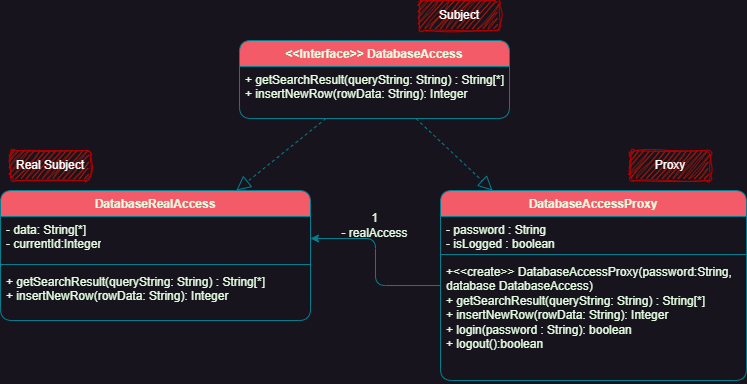 Subject
<<Interface>> DatabaseAccess
+ getSearchResult(queryString: String) : String[*]
+ insertNewRow(rowData: String): Integer
Real Subject
Proxy
DatabaseRealAccess
- data: String[*]
- currentId:Integer
+ getSearchResult(queryString: String) : String[*]
+ insertNewRow(rowData: String): Integer
1
- realAccess
DatabaseAccessProxy
- password : String
- isLogged : boolean
+<<create>> DatabaseAccessProxy(password:String,
database DatabaseAccess)
+ getSearchResult(queryString: String) : String[*]
+ insertNewRow(rowData: String): Integer
+ login(password : String): boolean
+ logout():boolean